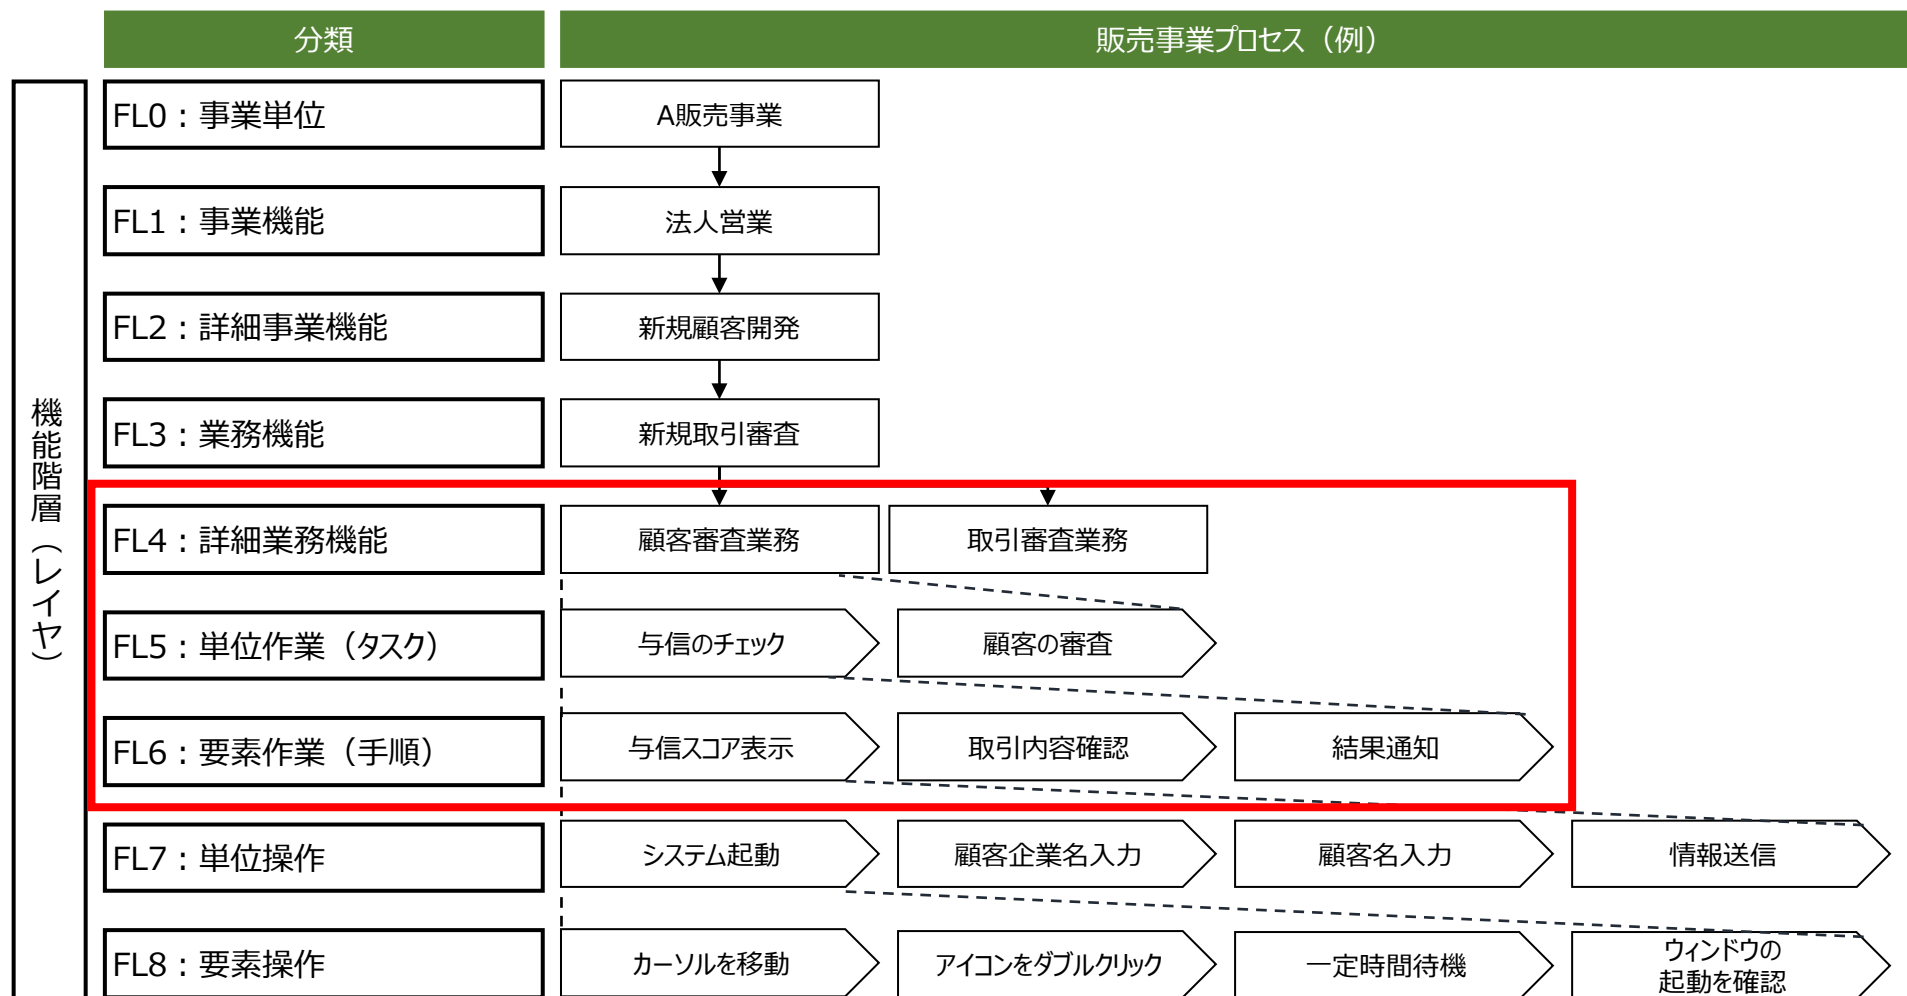 分類
販売事業プロセス（例）
機能階層（レイヤ）
FL0：事業単位
A販売事業
FL1：事業機能
法人営業
FL2：詳細事業機能
新規顧客開発
FL3：業務機能
新規取引審査
FL4：詳細業務機能
顧客審査業務
取引審査業務
FL5：単位作業（タスク）
与信のチェック
顧客の審査
FL6：要素作業（手順）
与信スコア表示
取引内容確認
結果通知
FL7：単位操作
システム起動
顧客企業名入力
顧客名入力
情報送信
FL8：要素操作
カーソルを移動
アイコンをダブルクリック
一定時間待機
ウィンドウの
起動を確認